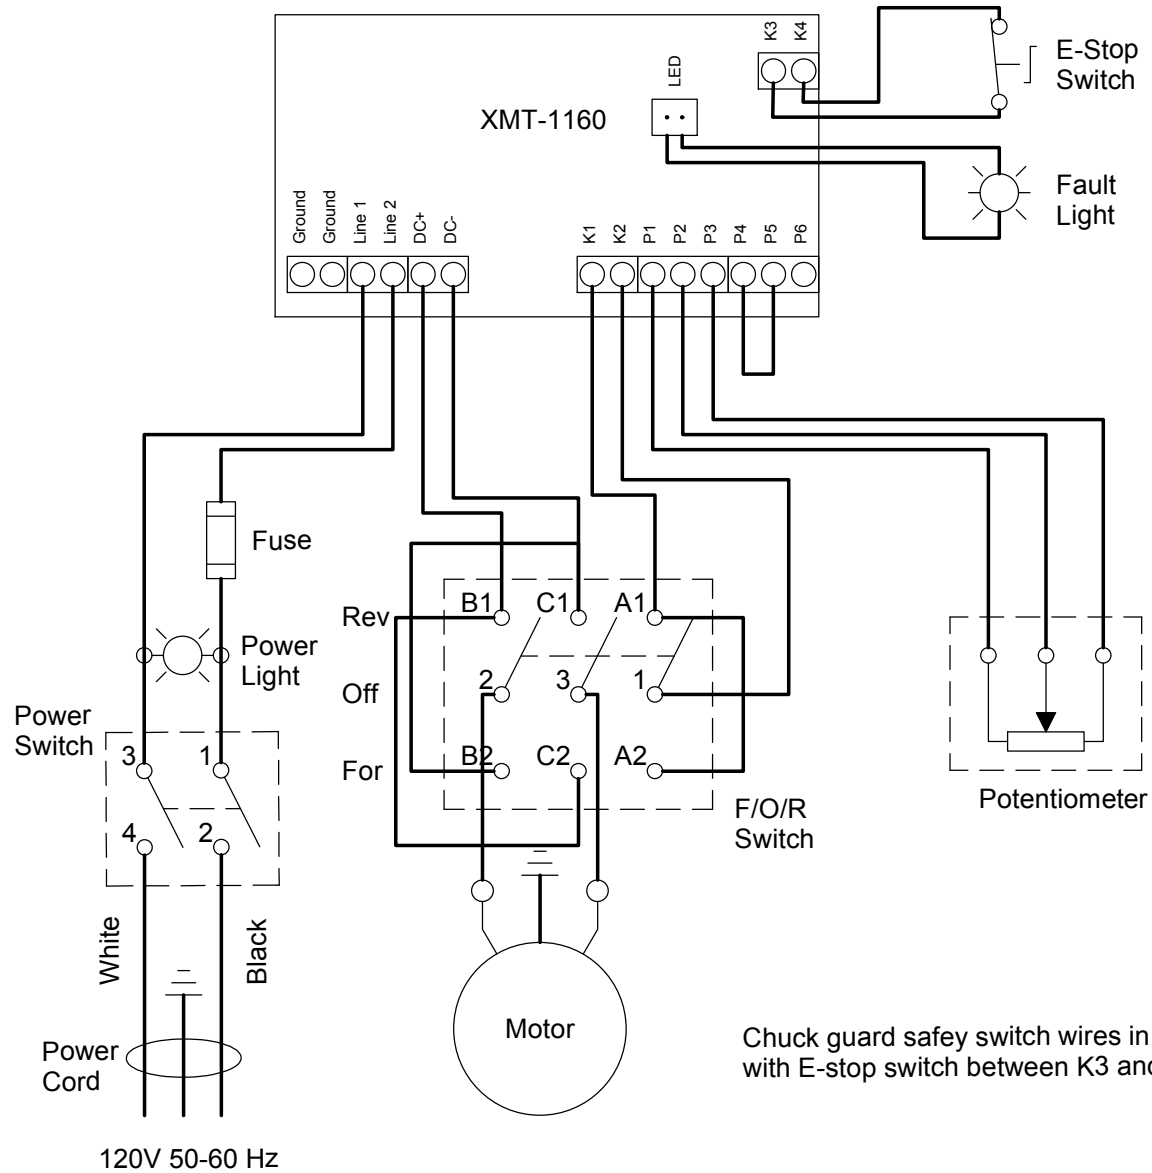 K3
K4
E-Stop
Switch
LED
XMT-1160
Fault
Light
Ground
Ground
Line 1
Line 2
DC+
DC-
K1
K2
P1
P2
P3
P4
P5
P6
Fuse
Rev
B1
C1
A1
Power
Light
Off
2
3
1
Power
Switch
3
1
For
B2
C2
A2
Potentiometer
F/O/R
Switch
4
2
White
Black
Motor
Chuck guard safey switch wires in
with E-stop switch between K3 and
Power
Cord
120V 50-60 Hz